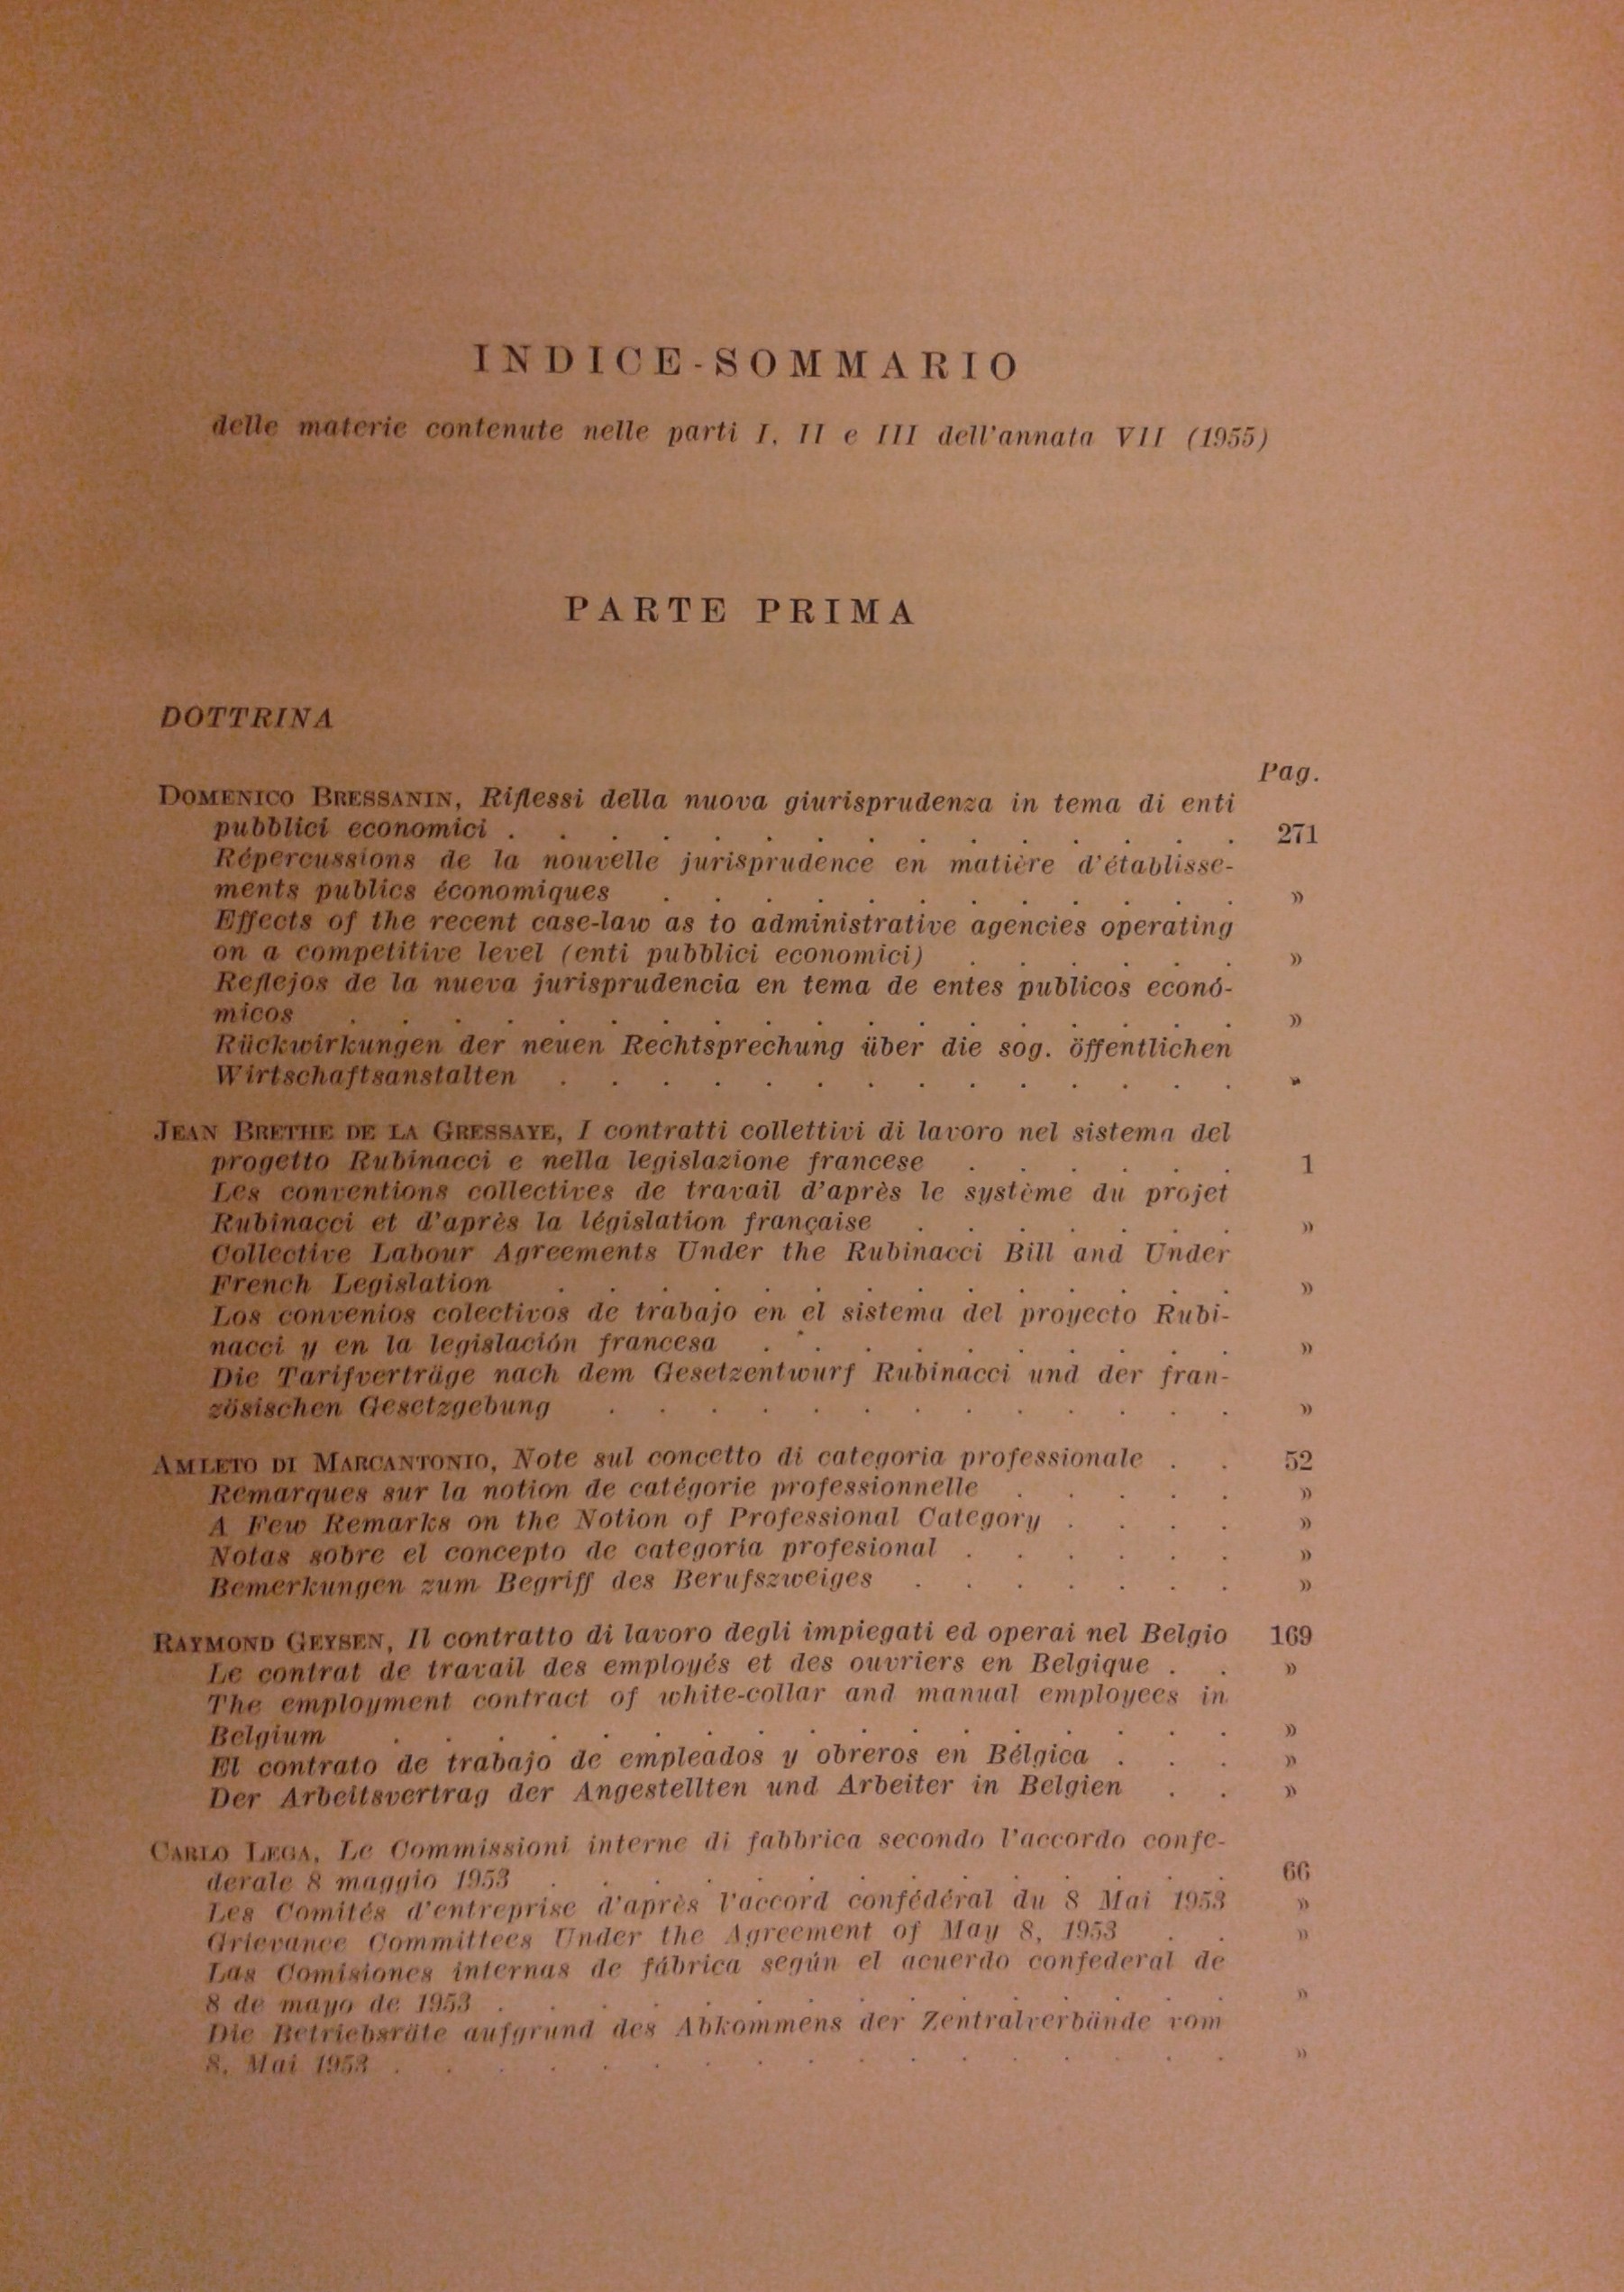 INDICE-SOMMARIO
delle materie contenute nelle parti I, II e III dell'annata VII (1955)
PARTE PRIMA
DOTTRINA
Pag.
DOMENICO BRESSANIN, Riflessi della nuova giurisprudenza in tema di enti
pubblici economici . . . . . . . . . . . . . . . 271
Répercussions de la nouvelle jurisprudence en matière d'établisse-
ments publics économiques . . . . . . . . . . . . »
Effects of the recent case-law as to administrative agencies operating
on a competitive level (enti pubblici economici) . . . . . . »
Reflejos de la nueva jurisprudencia en tema de entes publicos econó-
micos . . . . . . . . . . . . . . . . . . »
Rückwirkungen der neuen Rechtsprechung über die sog. öffentlichen
Wirtschaftsanstalten . . . . . . . . . . . . . . »
JEAN BRETHE DE LA GRESSAYE, I contratti collettivi di lavoro nel sistema del
progetto Rubinacci e nella legislazione francese . . . . . . 1
Les conventions collectives de travail d'après le système du projet
Rubinacci et d'après la législation française . . . . . . . »
Collective Labour Agreements Under the Rubinacci Bill and Under
French Legislation . . . . . . . . . . . . . . »
Los convenios colectivos de trabajo en el sistema del proyecto Rubi-
nacci y en la legislación francesa . . . . . . . . . . »
Die Tarifverträge nach dem Gesetzentwurf Rubinacci und der fran-
zösischen Gesetzgebung . . . . . . . . . . . . . »
AMLETO DI MARCANTONIO, Note sul concetto di categoria professionale . . 52
Remarques sur la notion de catégorie professionnelle . . . . . »
A Few Remarks on the Notion of Professional Category . . . . »
Notas sobre el concepto de categoría profesional . . . . . . »
Bemerkungen zum Begriff des Berufszweiges . . . . . . . »
RAYMOND GEYSEN, Il contratto di lavoro degli impiegati ed operai nel Belgio 169
Le contrat de travail des employés et des ouvriers en Belgique . . »
The employment contract of white-collar and manual employees in
Belgium . . . . . . . . . . . . . . . . . »
El contrato de trabajo de empleados y obreros en Bélgica . . . »
Der Arbeitsvertrag der Angestellten und Arbeiter in Belgien . . »
CARLO LEGA, Le Commissioni interne di fabbrica secondo l'accordo confe-
derale 8 maggio 1953 . . . . . . . . . . . . . . 66
Les Comités d'entreprise d'après l'accord confédéral du 8 Mai 1953 »
Grievance Committees Under the Agreement of May 8, 1953 . . »
Las Comisiones internas de fábrica según el acuerdo confederal de
8 de mayo de 1953 . . . . . . . . . . . . . . . »
Die Betriebsräte aufgrund des Abkommens der Zentralverbände vom
8. Mai 1953 . . . . . . . . . . . . . . . . . »